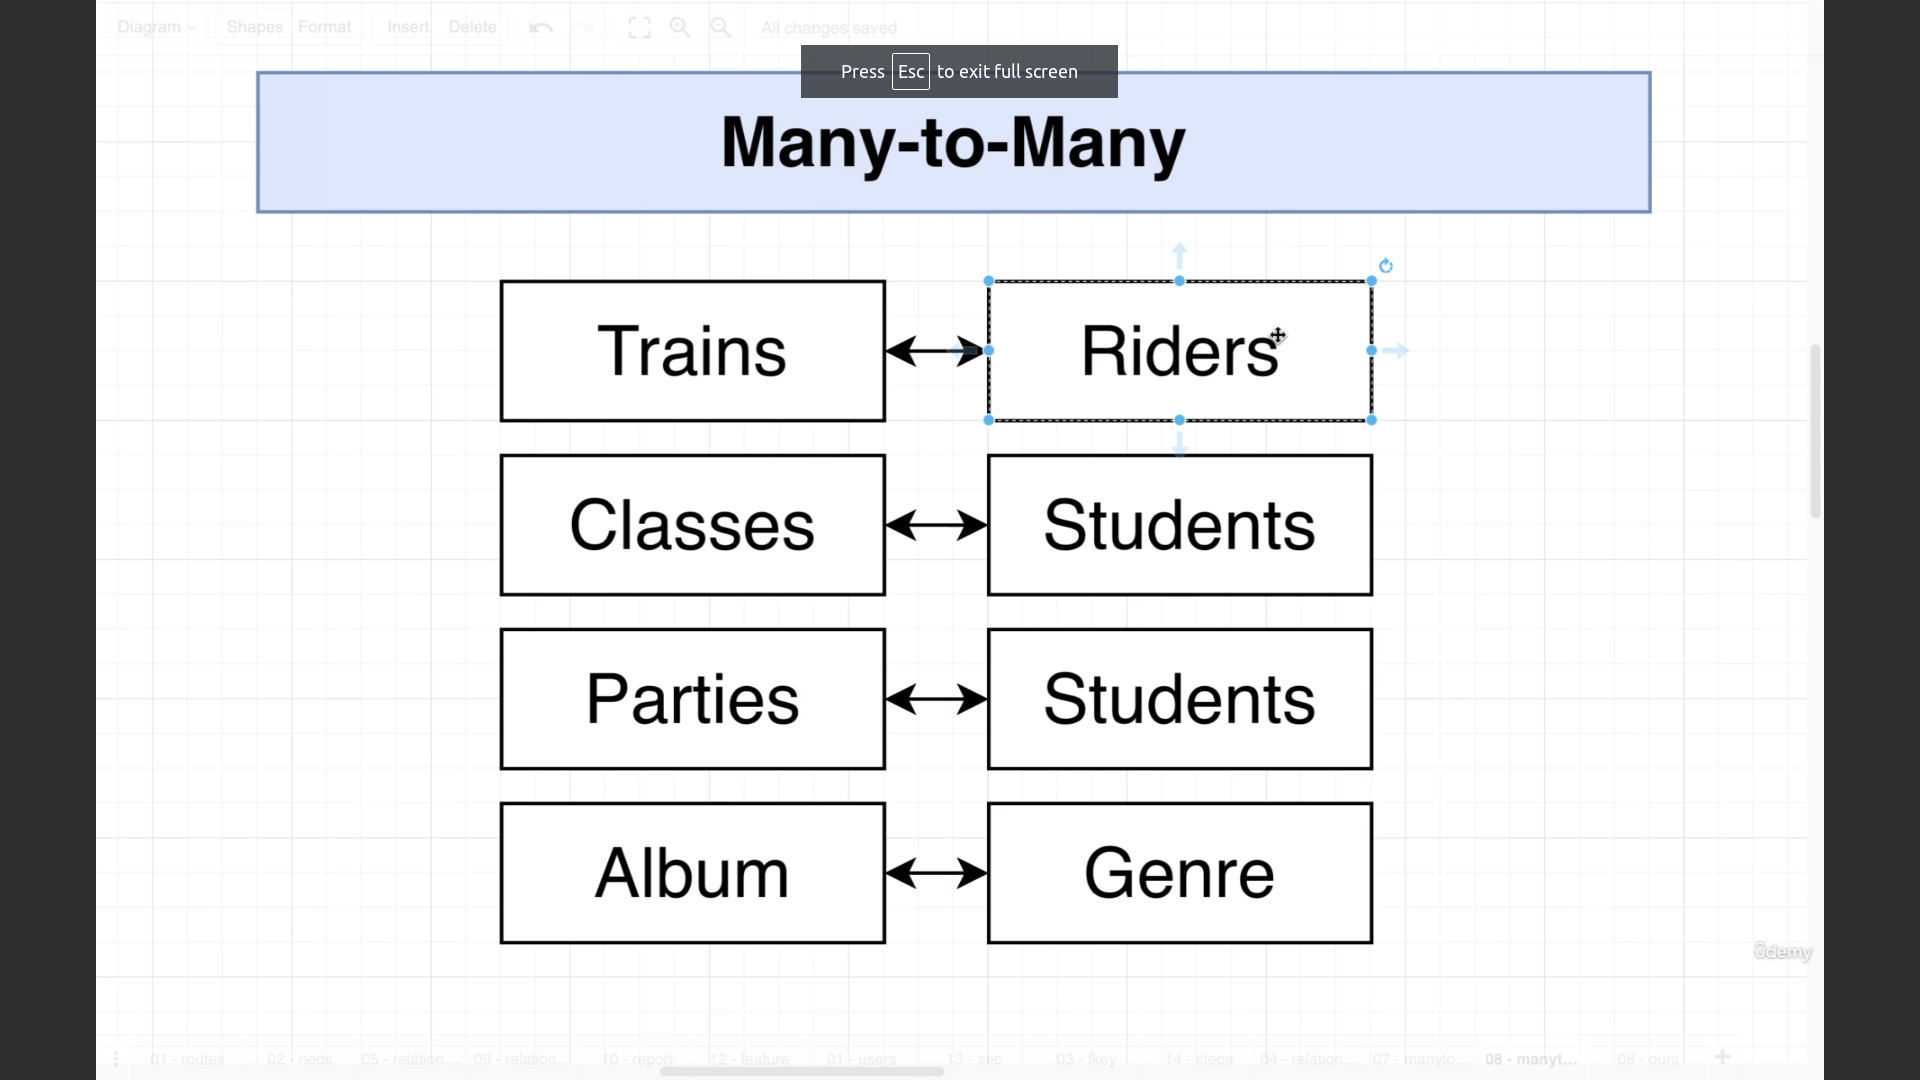 Diagram Shapes Format Insert Delete All changes saved
Press Esc to exit full screen
Many-to-Many
Trains Riders
Classes Students
Parties Students
Album Genre
ûdemy
01 - routes 02 - neds 05 - relation... 09 - relation... 10 - report 12 - feature 01 - users 13 - sec 03 - fkey 14 - steps 04 - relation... 07 - manyto... 08 - manyt... 08 - ours